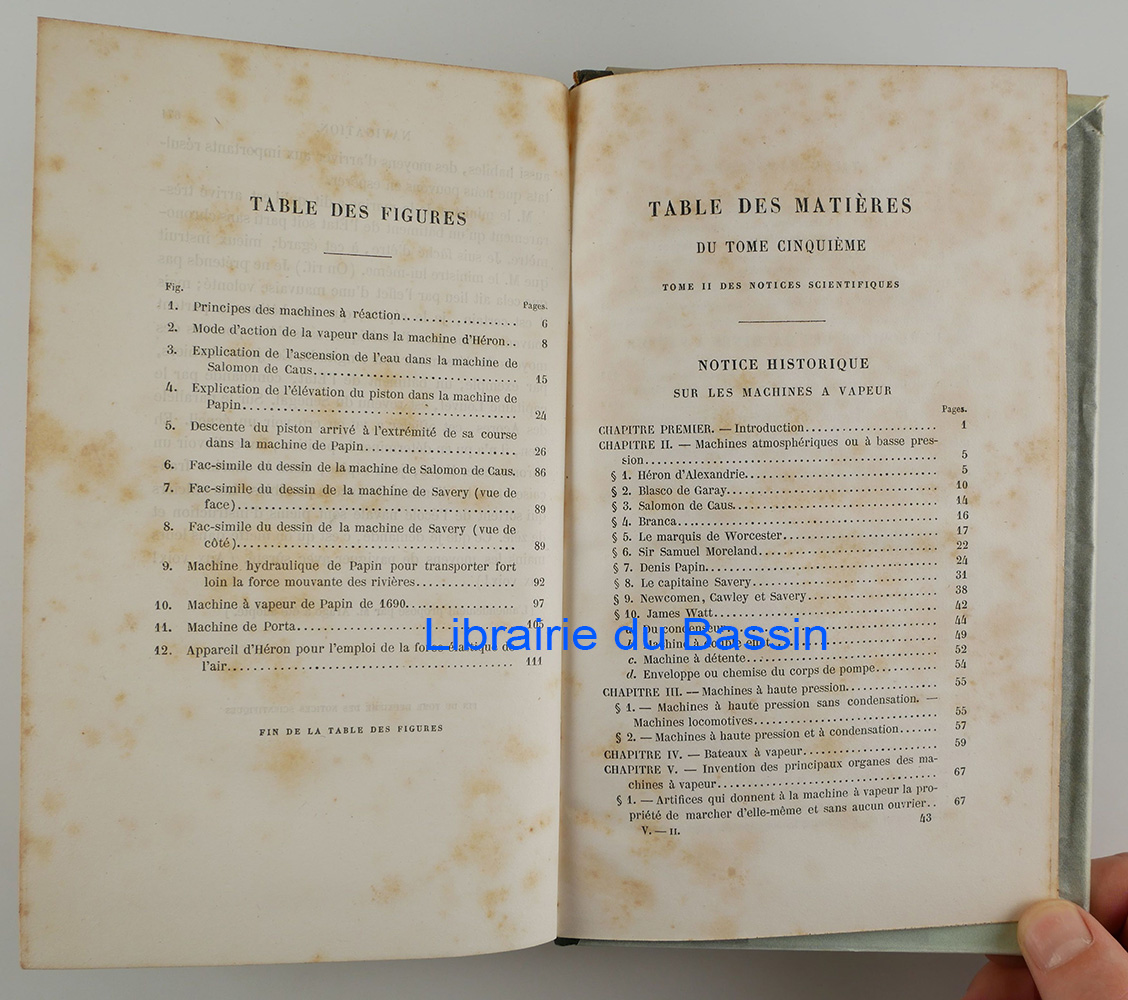 TABLE DES FIGURES
Fig. Pages.
1. Principes des machines à réaction.................... 6
2. Mode d'action de la vapeur dans la machine d'Héron.. 8
3. Explication de l'ascension de l'eau dans la machine de
Salomon de Caus.............................. 15
4. Explication de l'élévation du piston dans la machine de
Papin........................................ 24
5. Descente du piston arrivé à l'extrémité de sa course
dans la machine de Papin...................... 26
6. Fac-simile du dessin de la machine de Salomon de Caus. 86
7. Fac-simile du dessin de la machine de Savery (vue de
face)......................................... 89
8. Fac-simile du dessin de la machine de Savery (vue de
côté)......................................... 89
9. Machine hydraulique de Papin pour transporter fort
loin la force mouvante des rivières............... 92
10. Machine à vapeur de Papin de 1690................. 97
11. Machine de Porta................................ 105
12. Appareil d'Héron pour l'emploi de la force élastique de
l'air.......................................... 111
FIN DE LA TABLE DES FIGURES
TABLE DES MATIÈRES
DU TOME CINQUIÈME
TOME II DES NOTICES SCIENTIFIQUES
NOTICE HISTORIQUE
SUR LES MACHINES A VAPEUR
Pages.
CHAPITRE PREMIER. — Introduction..................... 1
CHAPITRE II. — Machines atmosphériques ou à basse pres-
sion............................................ 5
§ 1. Héron d'Alexandrie............................. 5
§ 2. Blasco de Garay................................ 10
§ 3. Salomon de Caus................................ 14
§ 4. Branca......................................... 16
§ 5. Le marquis de Worcester........................ 17
§ 6. Sir Samuel Moreland............................ 22
§ 7. Denis Papin.................................... 24
§ 8. Le capitaine Savery............................ 31
§ 9. Newcomen, Cawley et Savery..................... 38
§ 10. James Watt.................................... 42
a. Du condenseur.................................. 44
b. Machine à double effet......................... 49
c. Machine à détente.............................. 52
d. Enveloppe ou chemise du corps de pompe.......... 54
CHAPITRE III. — Machines à haute pression.............. 55
§ 1. — Machines à haute pression sans condensation. —
Machines locomotives............................. 55
§ 2. — Machines à haute pression et à condensation...... 57
CHAPITRE IV. — Bateaux à vapeur....................... 59
CHAPITRE V. — Invention des principaux organes des ma-
chines à vapeur................................... 67
§ 1. — Artifices qui donnent à la machine à vapeur la pro-
priété de marcher d'elle-même et sans aucun ouvrier.. 67
V. — II. 43
Librairie du Bassin